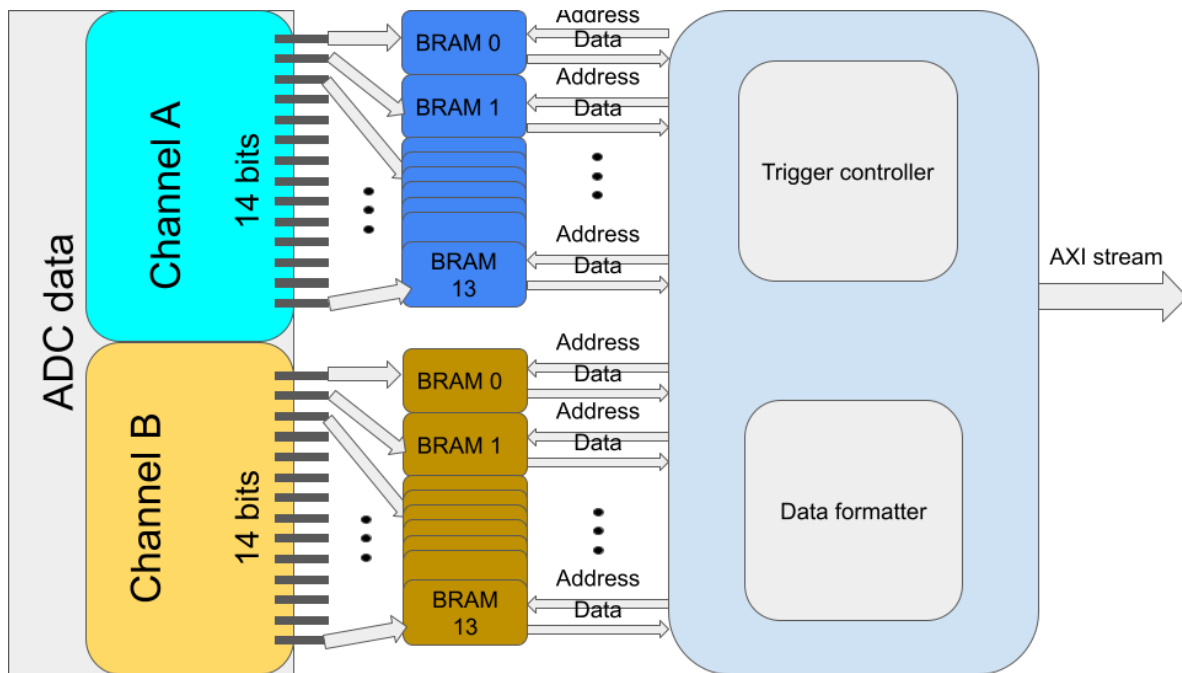 ADC data
Channel A
14 bits
BRAM 0
BRAM 1
BRAM
13
Address
Data
Address
Data
Address
Data
Channel B
14 bits
BRAM 0
BRAM 1
BRAM
13
Address
Data
Address
Data
Address
Data
Trigger controller
Data formatter
AXI stream